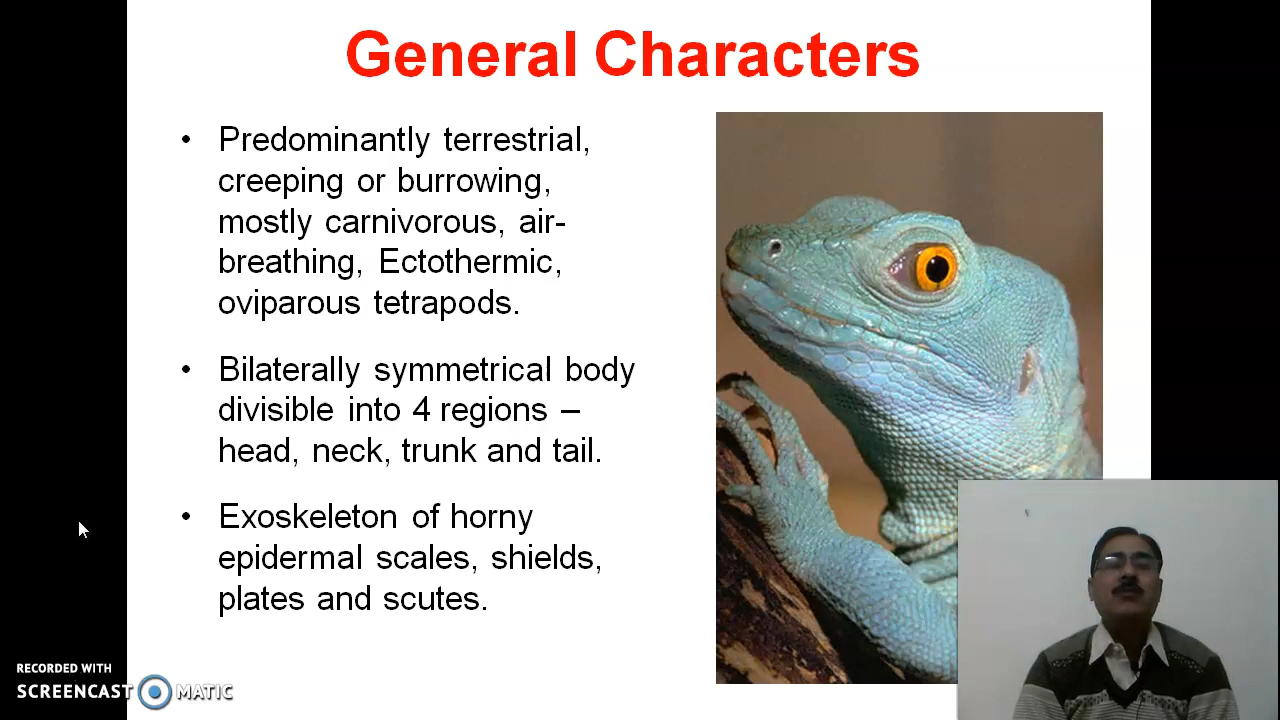 General Characters
• Predominantly terrestrial,
creeping or burrowing,
mostly carnivorous, air-
breathing, Ectothermic,
oviparous tetrapods.
• Bilaterally symmetrical body
divisible into 4 regions –
head, neck, trunk and tail.
• Exoskeleton of horny
epidermal scales, shields,
plates and scutes.
RECORDED WITH
SCREENCAST MATIC